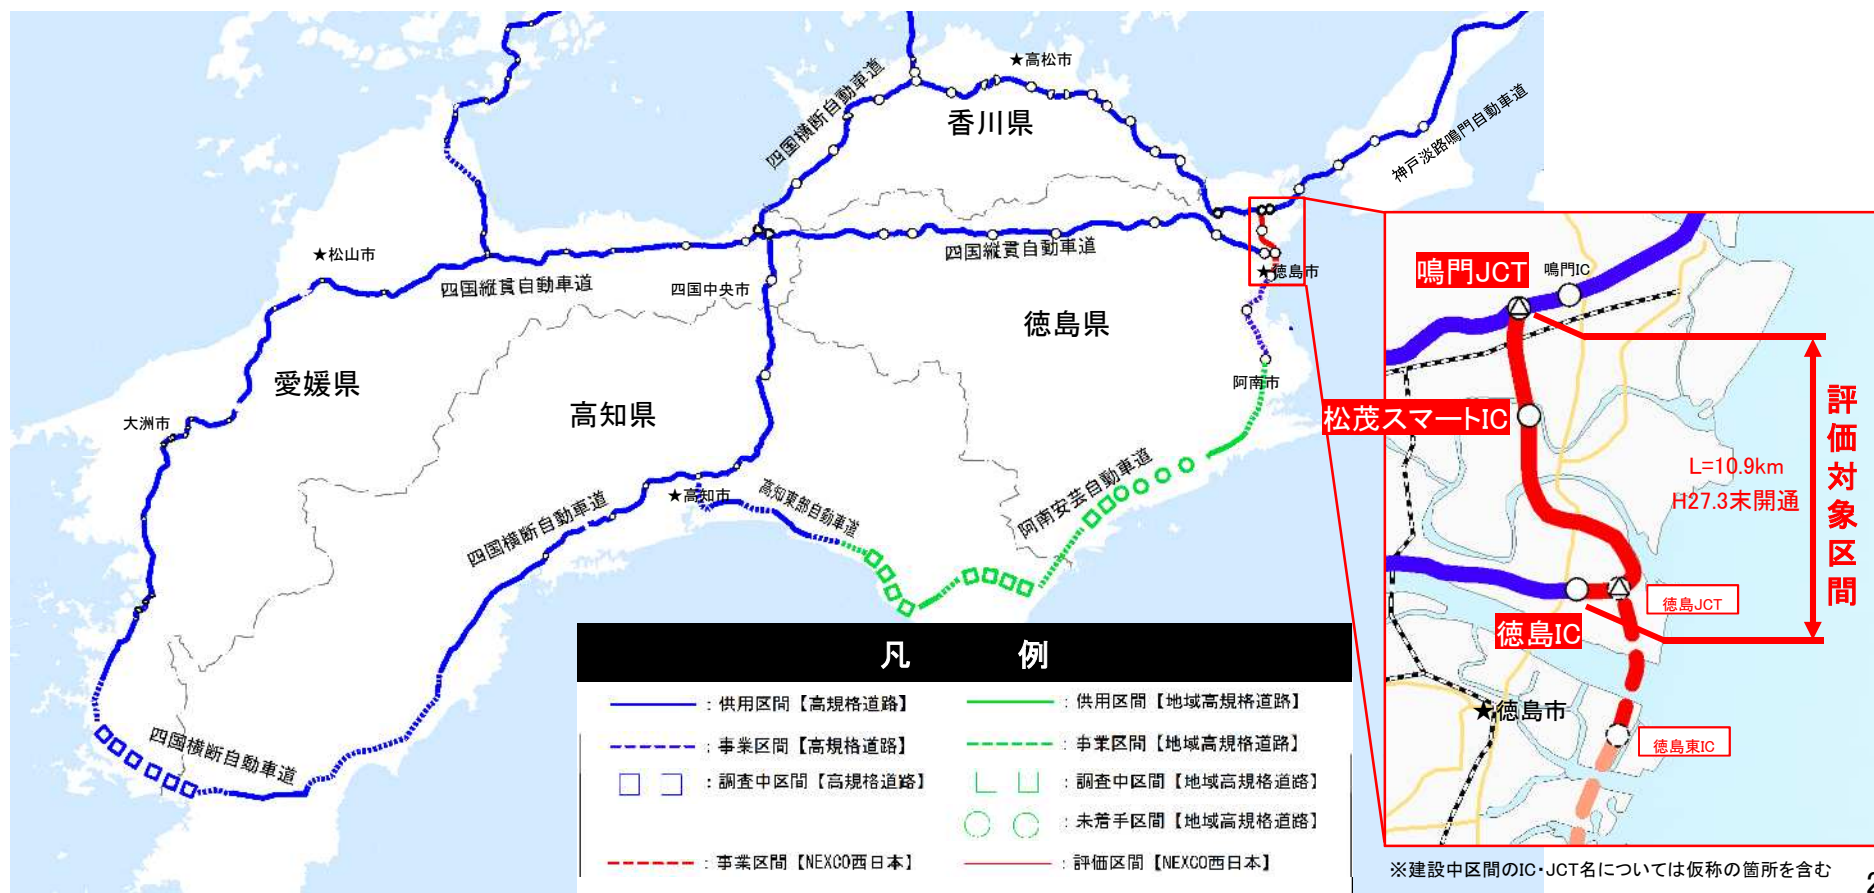 ★高松市
四国横断自動車道
香川県
神戸淡路鳴門自動車道
★松山市
四国縦貫自動車道
四国中央市
四国縦貫自動車道
★徳島市
徳島県
愛媛県
高知県
大洲市
阿南市
★高知市
高知東部自動車道
阿南安芸自動車道
四国横断自動車道
四国横断自動車道
鳴門JCT
鳴門IC
松茂スマートIC
L=10.9km
H27.3末開通
評価対象区間
徳島JCT
徳島IC
★徳島市
徳島東IC
凡 例
：供用区間【高規格道路】
：供用区間【地域高規格道路】
：事業区間【高規格道路】
：事業区間【地域高規格道路】
：調査中区間【高規格道路】
：調査中区間【地域高規格道路】
：未着手区間【地域高規格道路】
：事業区間【NEXCO西日本】
：評価区間【NEXCO西日本】
※建設中区間のIC・JCT名については仮称の箇所を含む